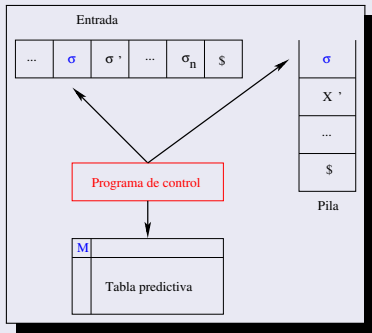 Entrada
... σ σ ' ... σn $
σ
X '
...
$
Pila
Programa de control
M
Tabla predictiva